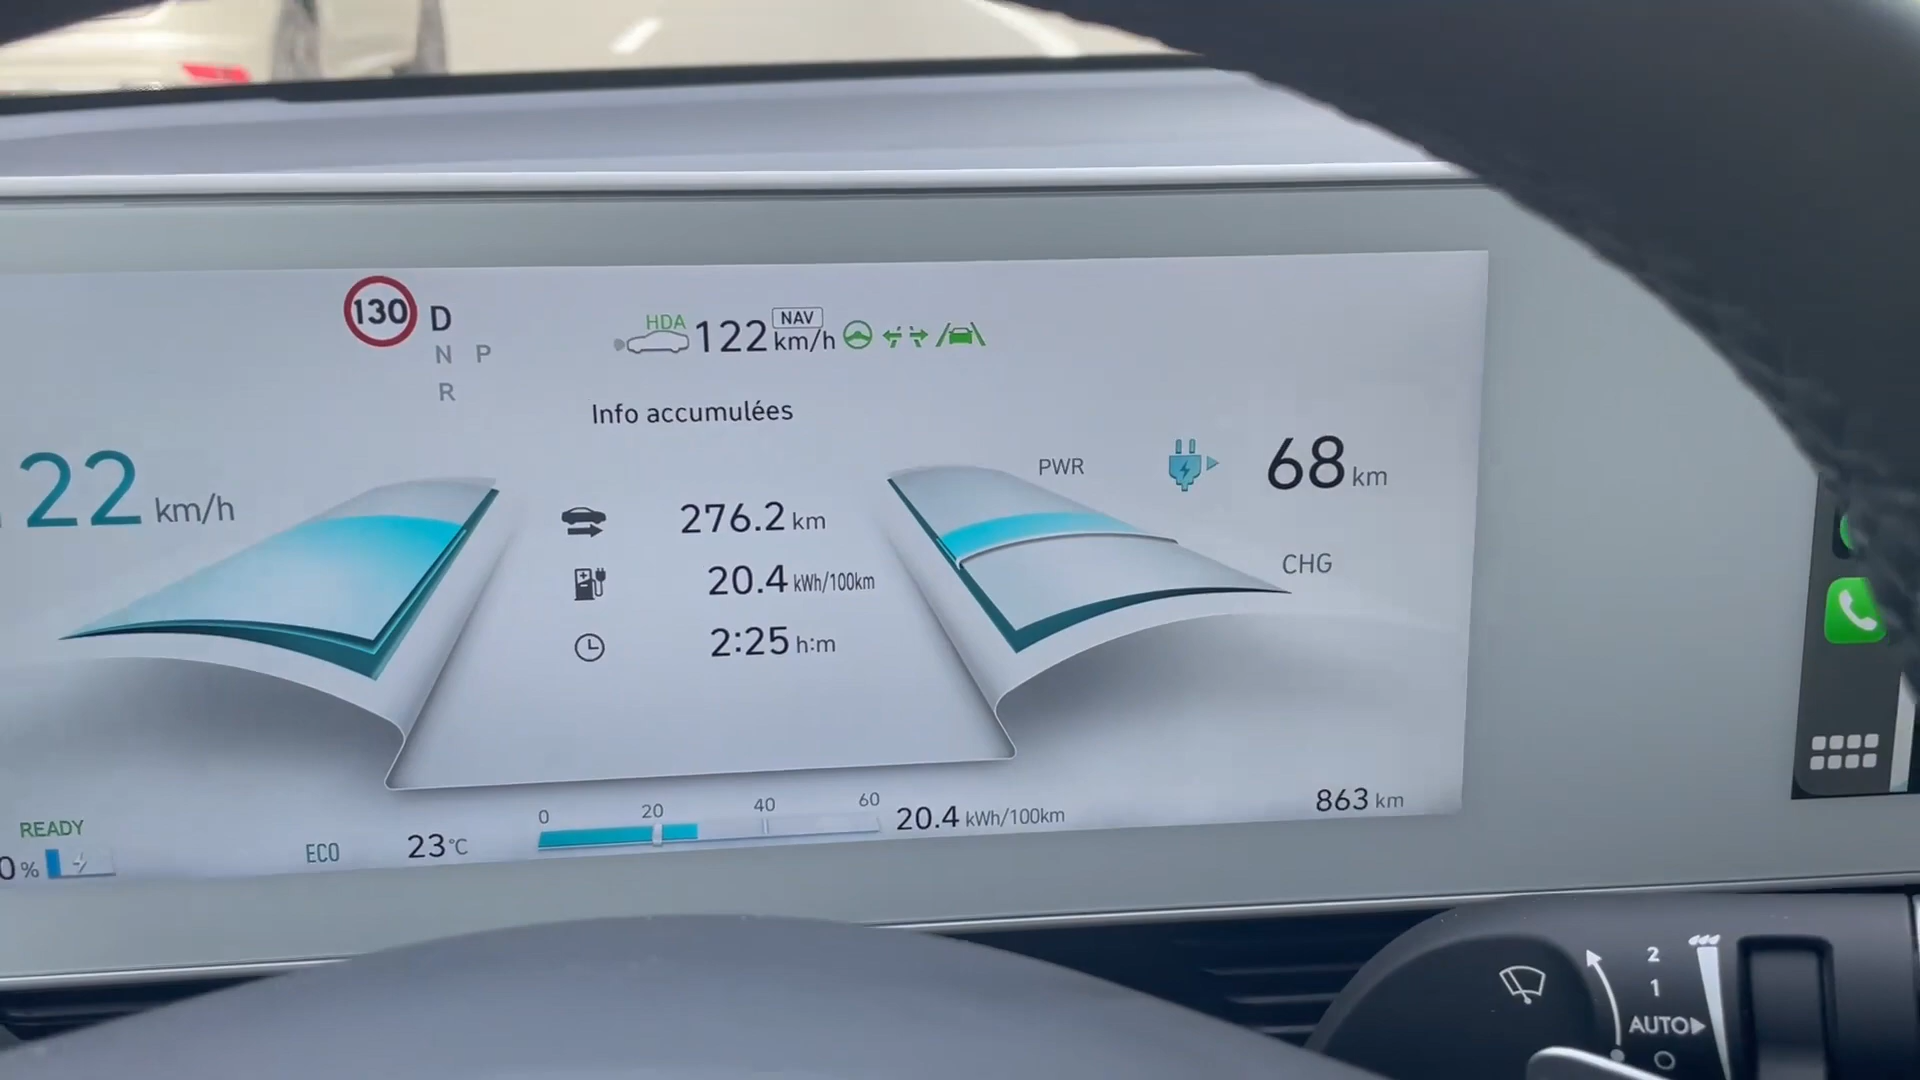 130 D
N P
R
HDA 122 km/h NAV
Info accumulées
22 km/h
PWR
68 km
276.2 km
20.4 kWh/100km
2:25 h:m
CHG
READY
0 %
ECO
23°C
0 20 40 60
20.4 kWh/100km
863 km
2
1
AUTO